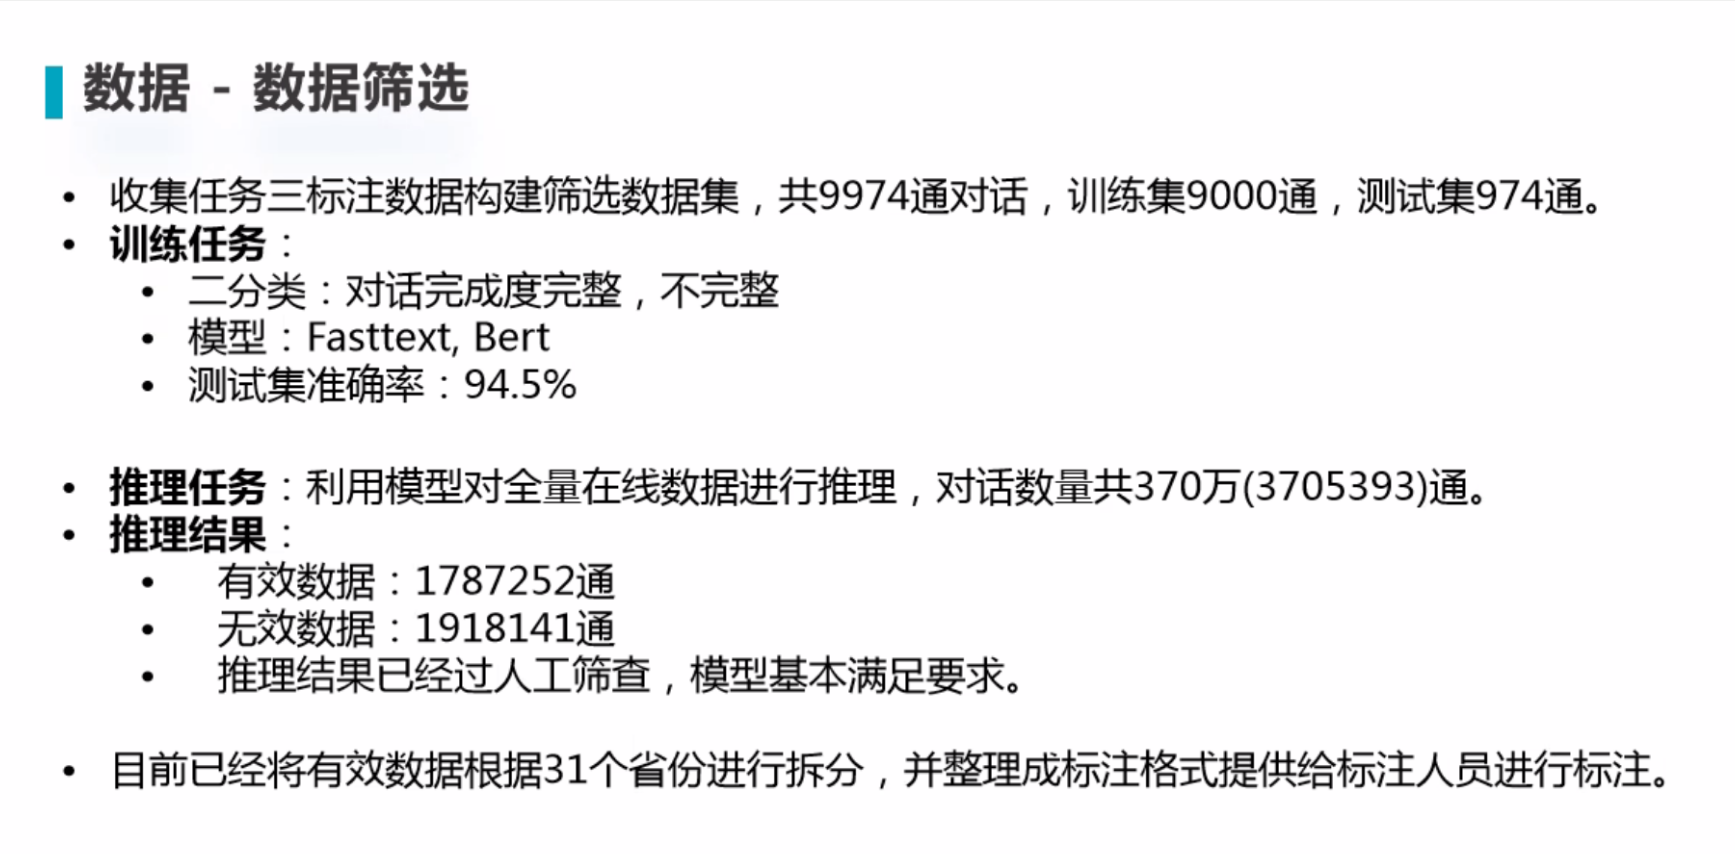 数据 - 数据筛选
• 收集任务三标注数据构建筛选数据集，共9974通对话，训练集9000通，测试集974通。
• 训练任务：
• 二分类：对话完成度完整，不完整
• 模型：Fasttext, Bert
• 测试集准确率：94.5%
• 推理任务：利用模型对全量在线数据进行推理，对话数量共370万(3705393)通。
• 推理结果：
• 有效数据：1787252通
• 无效数据：1918141通
• 推理结果已经过人工筛查，模型基本满足要求。
• 目前已经将有效数据根据31个省份进行拆分，并整理成标注格式提供给标注人员进行标注。